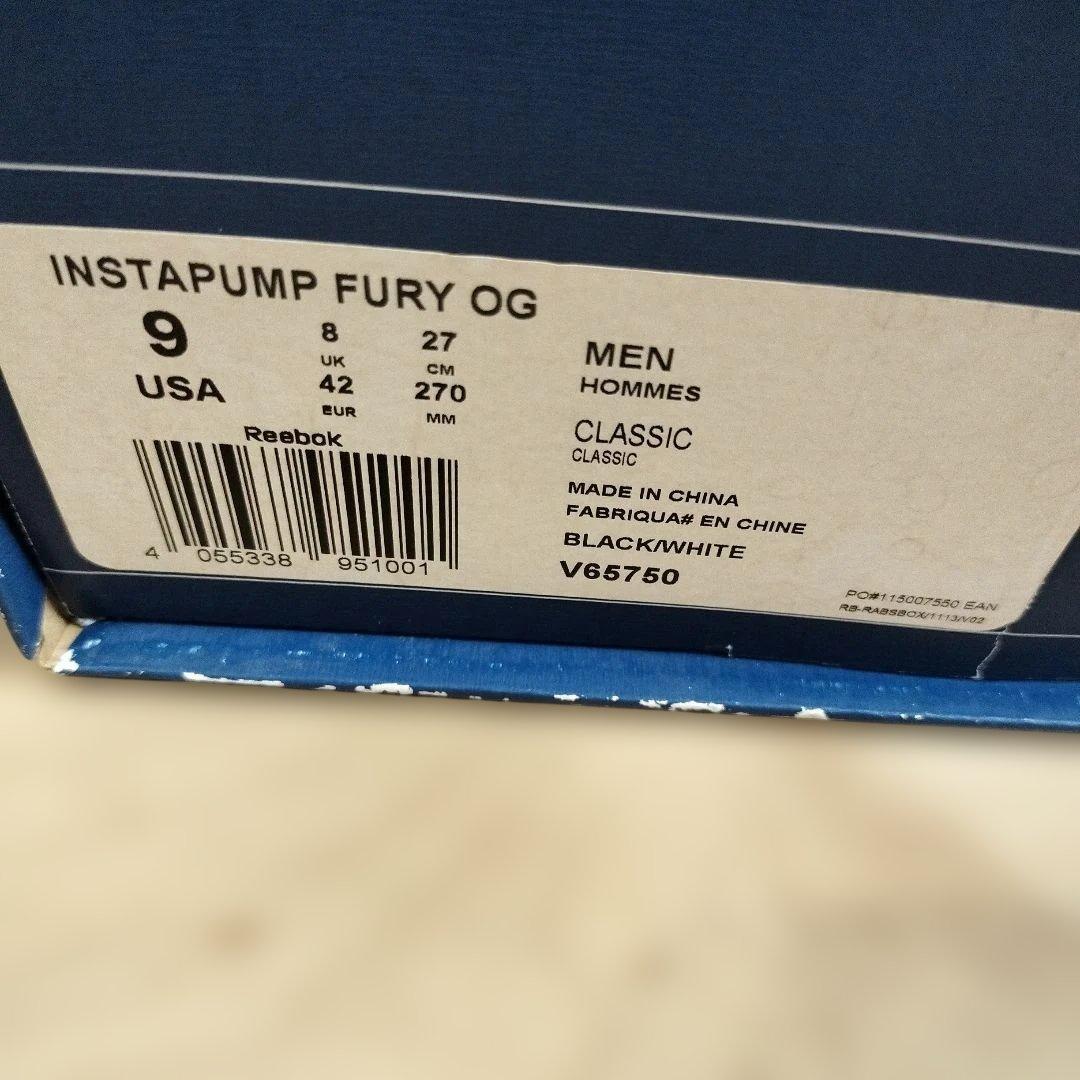 INSTAPUMP FURY OG
9 USA
8 UK
42 EUR
27 CM
270 MM
Reebok
4 055338 951001
MEN
HOMMES
CLASSIC
CLASSIC
MADE IN CHINA
FABRIQUA# EN CHINE
BLACK/WHITE
V65750
PO#115007550 EAN
RB-RABSBOX/1113/V02